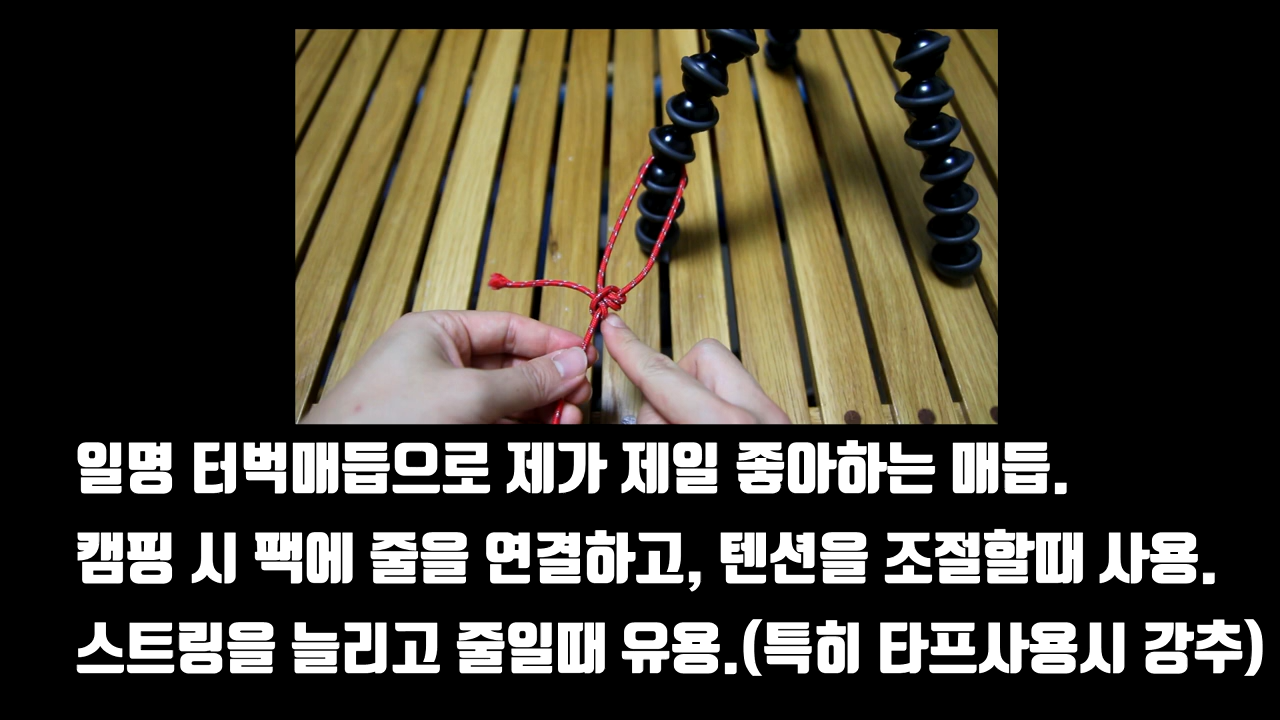 일명 터벅매듭으로 제가 제일 좋아하는 매듭.
캠핑 시 팩에 줄을 연결하고, 텐션을 조절할때 사용.
스트링을 늘리고 줄일때 유용.(특히 타프사용시 강추)